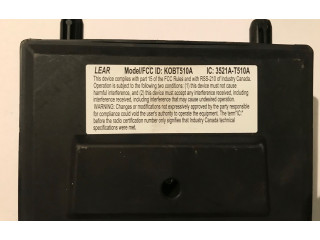 LEAR Model/FCC ID: KOBT510A IC: 3521A-T510A
This device complies with part 15 of the FCC Rules and with RSS-210 of Industry Canada.
Operation is subject to the following two conditions: (1) this device must not cause
harmful interference, and (2) this device must accept any interference received, including
interference received, including interference that may cause undesired operation.
WARNING: Changes or modifications not expressly approved by the party responsible for
compliance could void the user's authority to operate the equipment. The term"IC:"
before the radio certification number only signifies that Industry Canada technical
specifications were met.